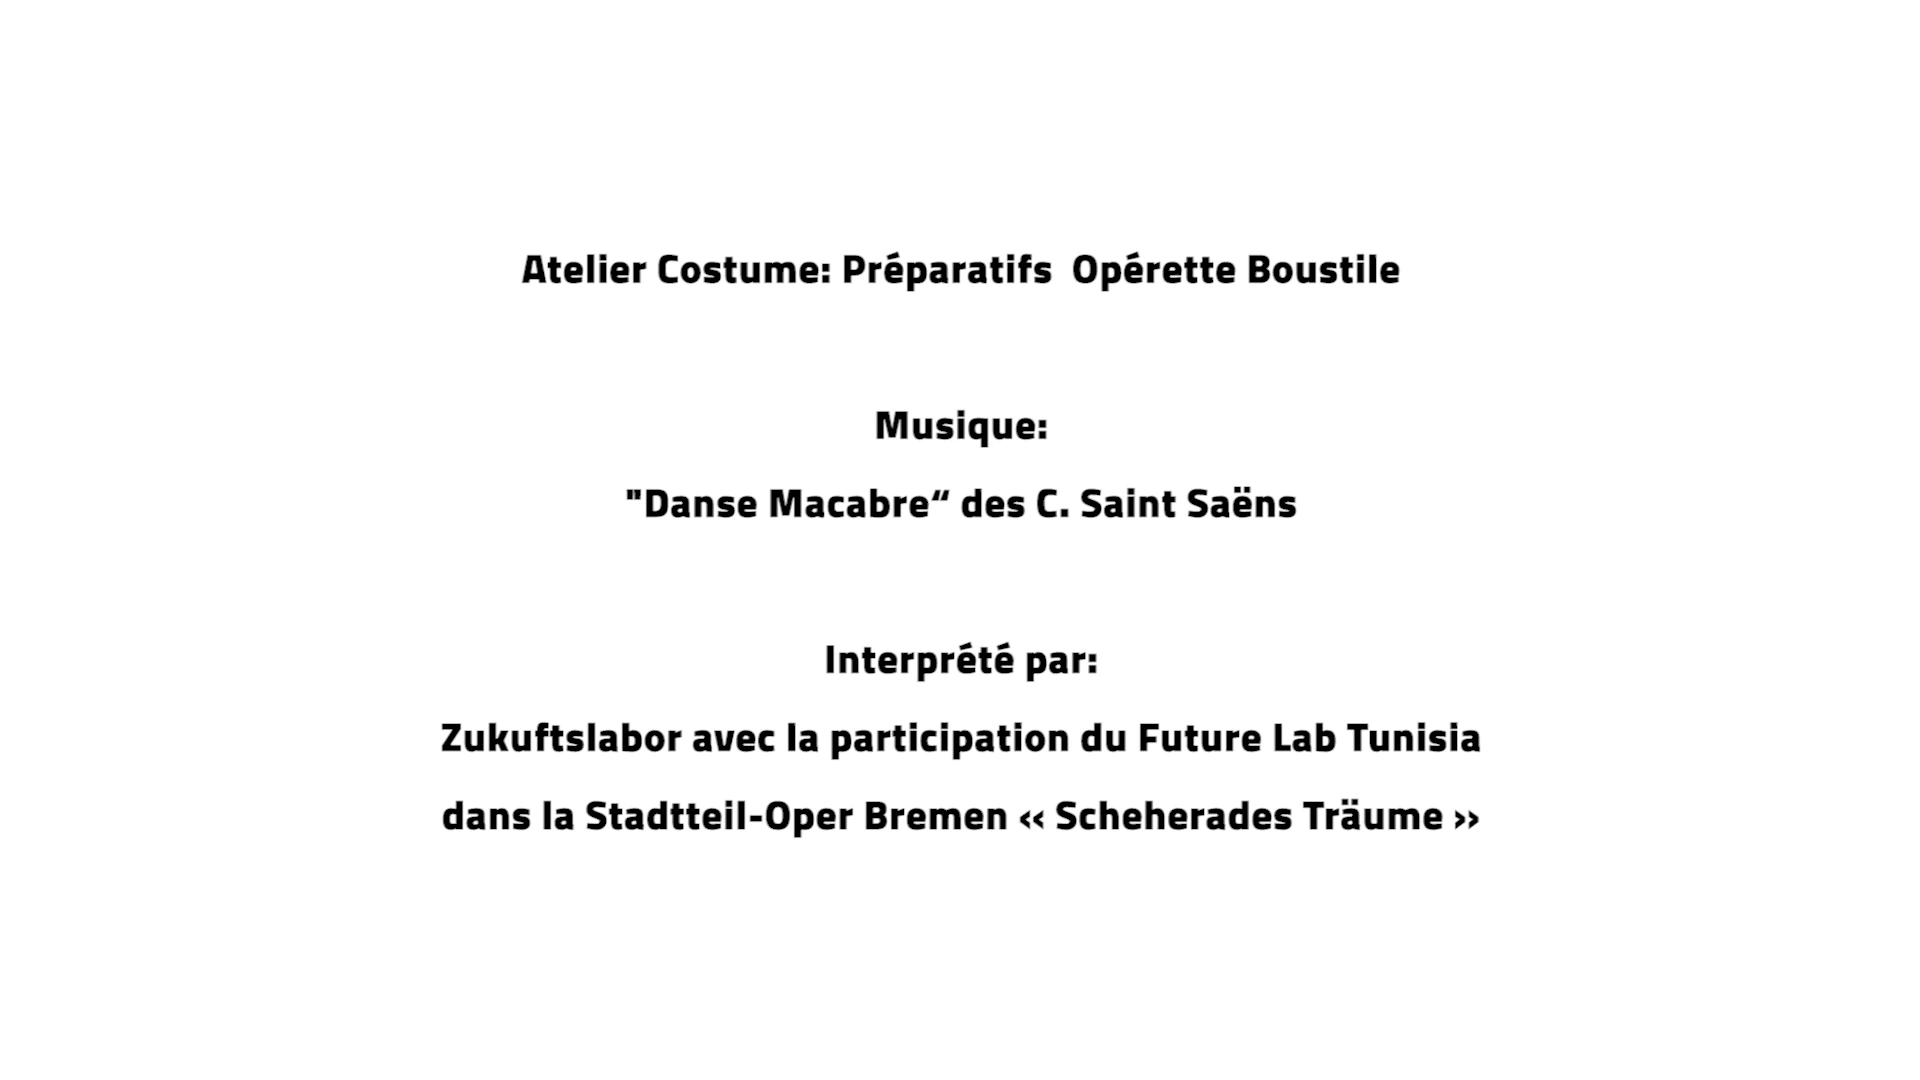 Atelier Costume: Préparatifs  Opérette Boustile
Musique:
"Danse Macabre“ des C. Saint Saëns
Interprété par:
Zukuftslabor avec la participation du Future Lab Tunisia
dans la Stadtteil-Oper Bremen ‹‹ Scheherades Träume ››